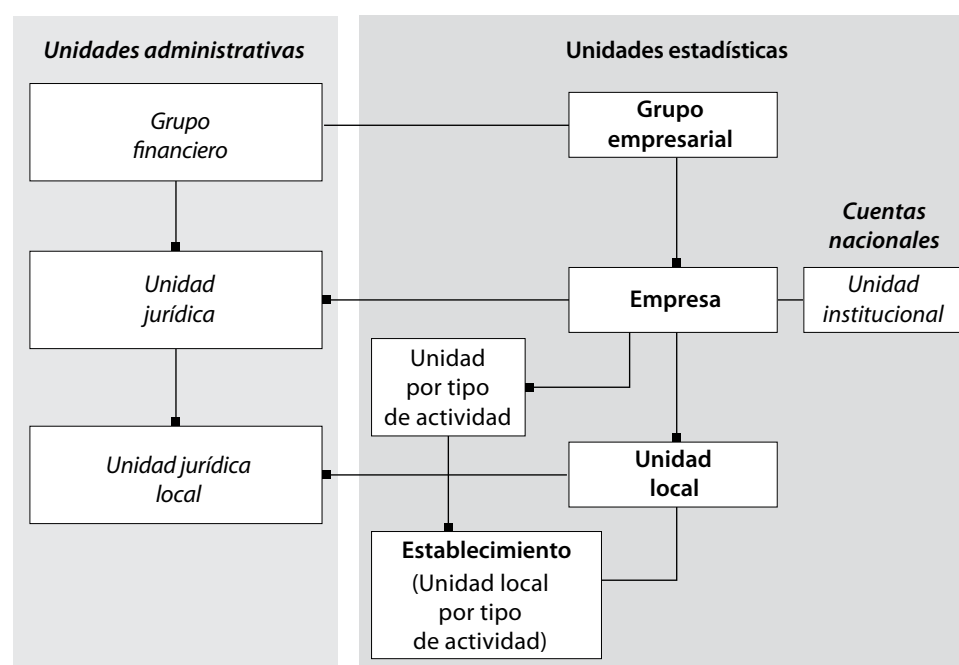 Unidades administrativas
Grupo
financiero
Unidad
jurídica
Unidad jurídica
local
Unidades estadísticas
Grupo
empresarial
Cuentas
nacionales
Empresa
Unidad
institucional
Unidad
por tipo
de actividad
Unidad
local
Establecimiento
(Unidad local
por tipo
de actividad)